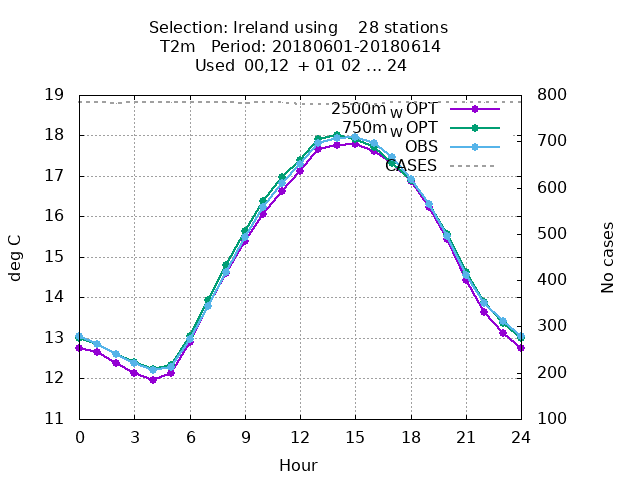 Selection: Ireland using 28 stations
T2m Period: 20180601-20180614
Used 00,12 + 01 02 ... 24
19 800
2500m W OPT
18 750m W OPT 700
OBS
17 CASES 600
16 500
15
deg C
No cases
14 400
13 300
12 200
11 100
0 3 6 9 12 15 18 21 24
Hour